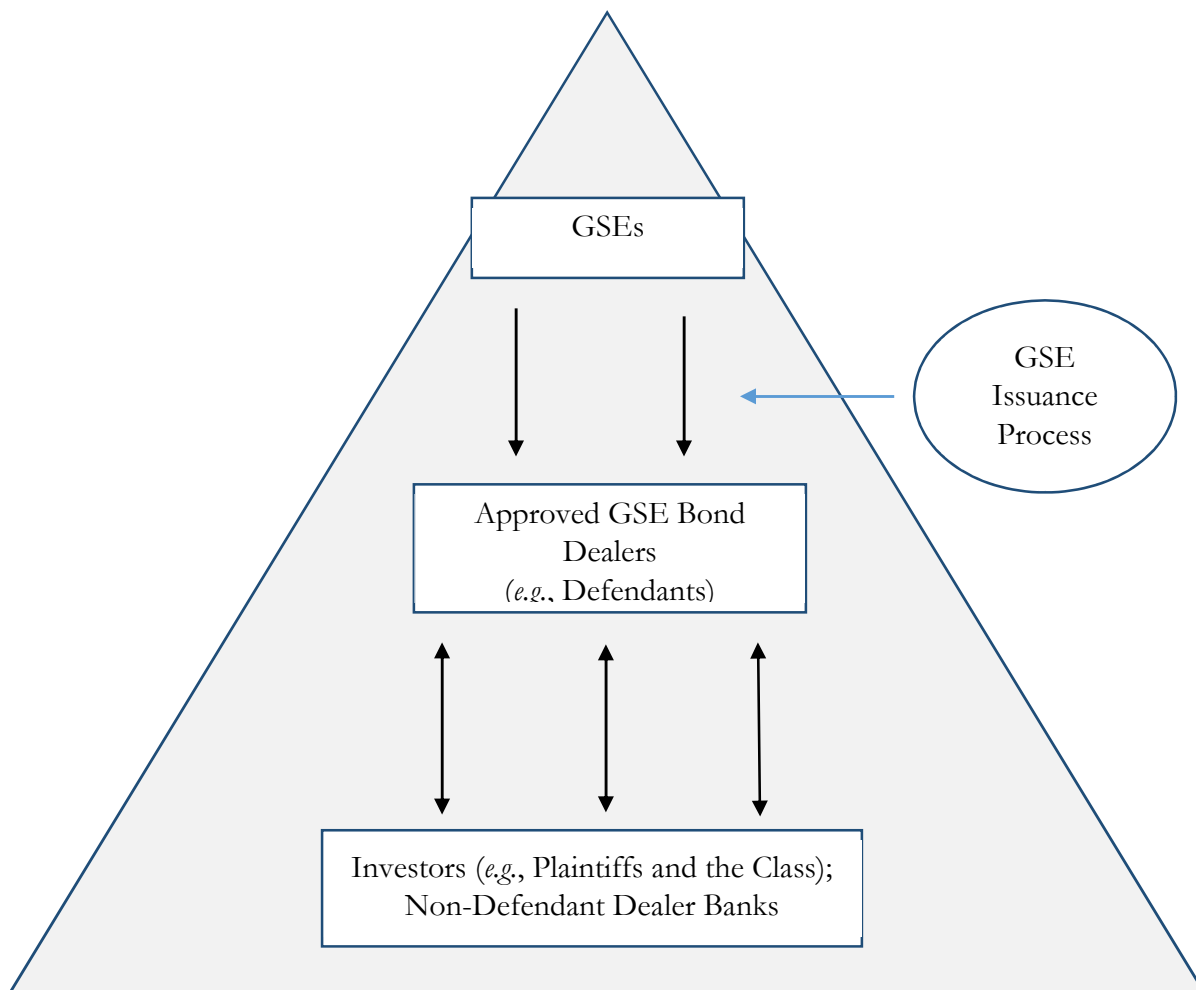 GSEs
GSE
Issuance
Process
Approved GSE Bond
Dealers
(e.g., Defendants)
Investors (e.g., Plaintiffs and the Class);
Non-Defendant Dealer Banks